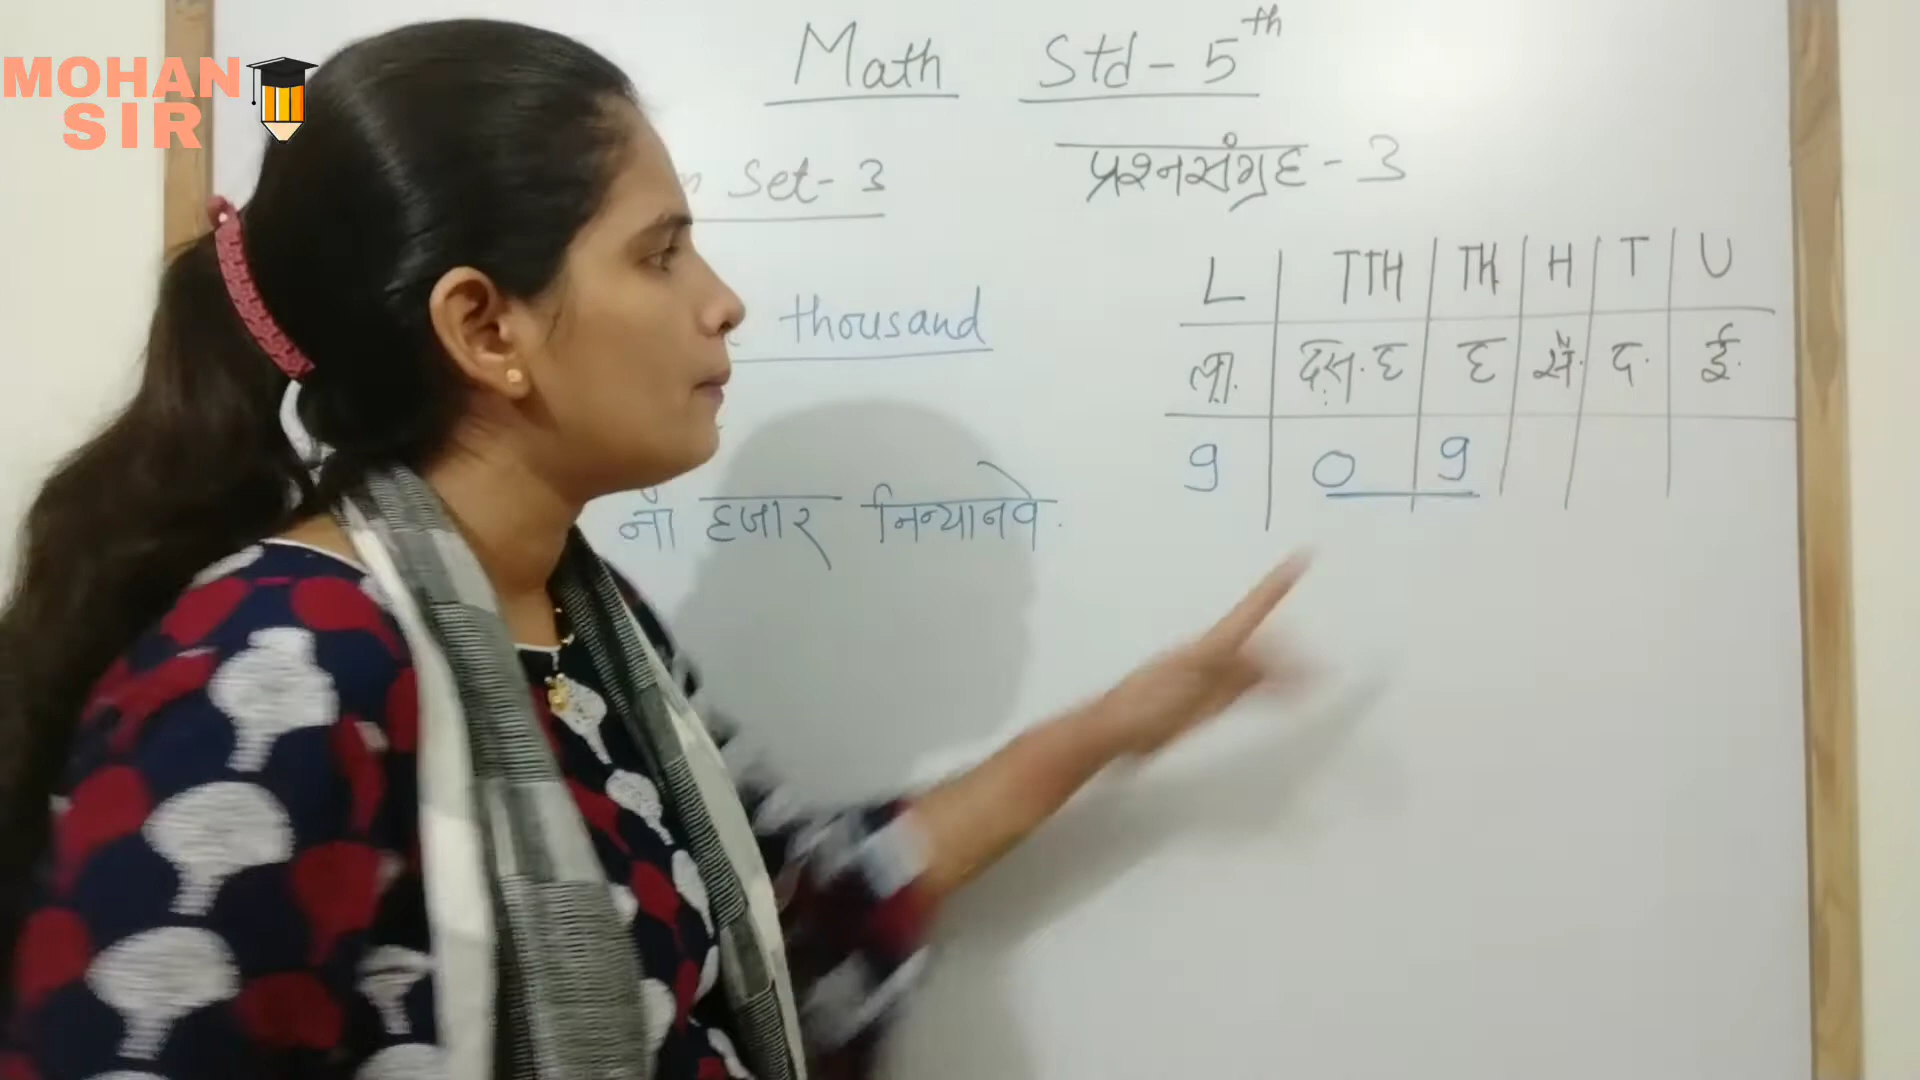 MOHAN
SIR
Math Std - 5th
Set - 3
प्रश्नसंग्रह - 3
thousand
नौ हजार निन्यानवे.
L TTH TH H T U
ला. दस.ह ह सै. द. ई.
9 0 9